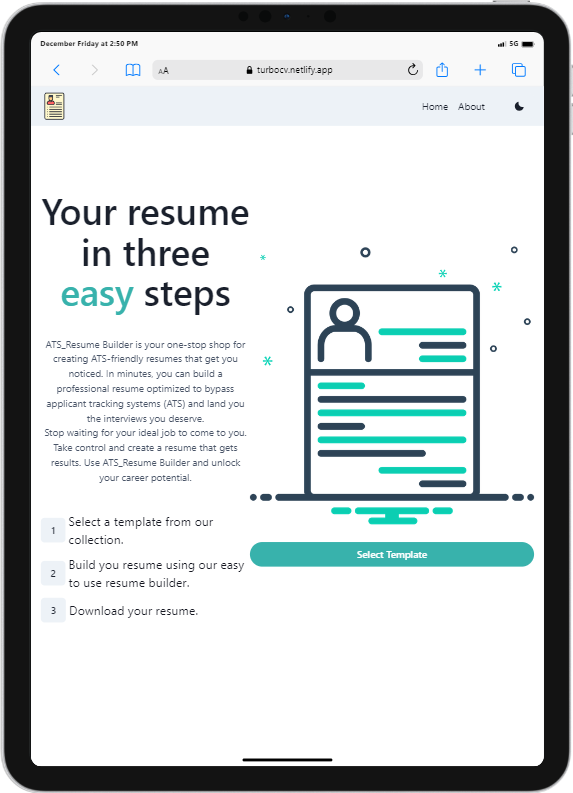 December Friday at 2:50 PM
5G
AA
turbocv.netlify.app
Home About
Your resume
in three
easy steps
ATS_Resume Builder is your one-stop shop for
creating ATS-friendly resumes that get you
noticed. In minutes, you can build a
professional resume optimized to bypass
applicant tracking systems (ATS) and land you
the interviews you deserve.
Stop waiting for your ideal job to come to you.
Take control and create a resume that gets
results. Use ATS_Resume Builder and unlock
your career potential.
1 Select a template from our
collection.
2 Build you resume using our easy
to use resume builder.
3 Download your resume.
Select Template